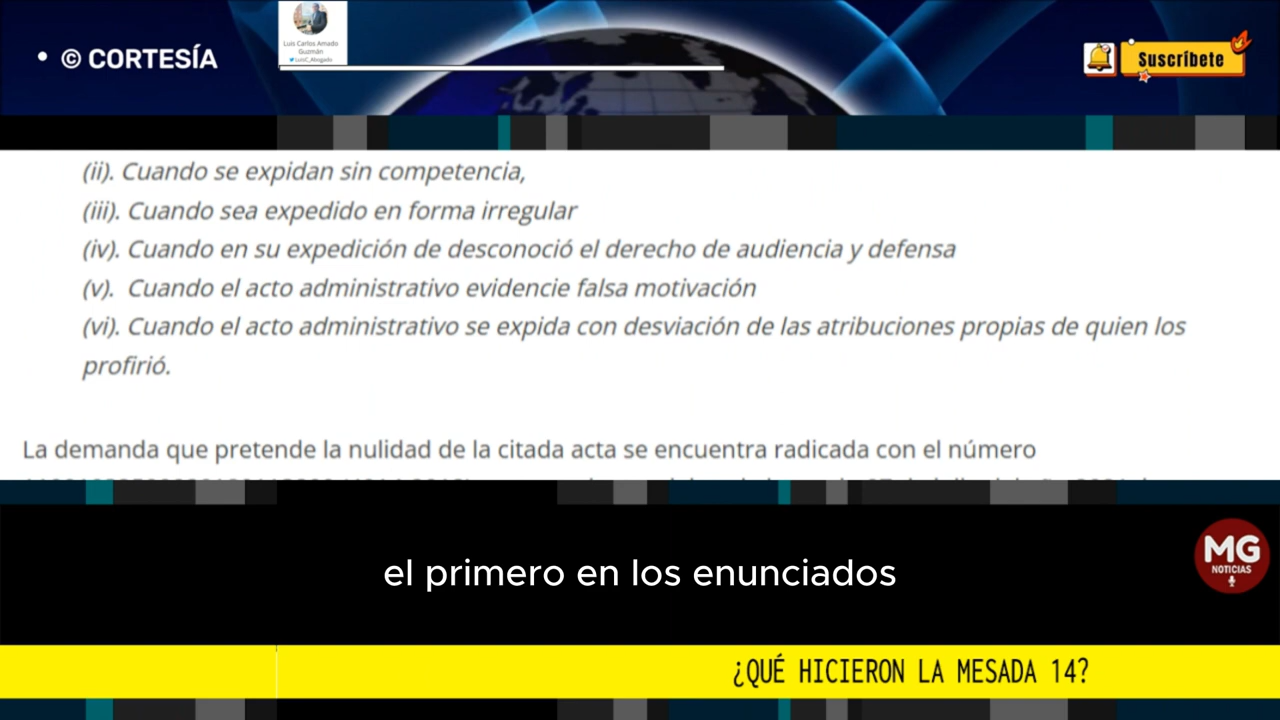 • © CORTESÍA
Luis Carlos Amado
Guzmán
LuisC_Abogado
Suscríbete
(ii). Cuando se expidan sin competencia,
(iii). Cuando sea expedido en forma irregular
(iv). Cuando en su expedición de desconoció el derecho de audiencia y defensa
(v). Cuando el acto administrativo evidencie falsa motivación
(vi). Cuando el acto administrativo se expida con desviación de las atribuciones propias de quien los
profirió.
La demanda que pretende la nulidad de la citada acta se encuentra radicada con el número
el primero en los enunciados
MG
NOTICIAS
¿QUÉ HICIERON LA MESADA 14?